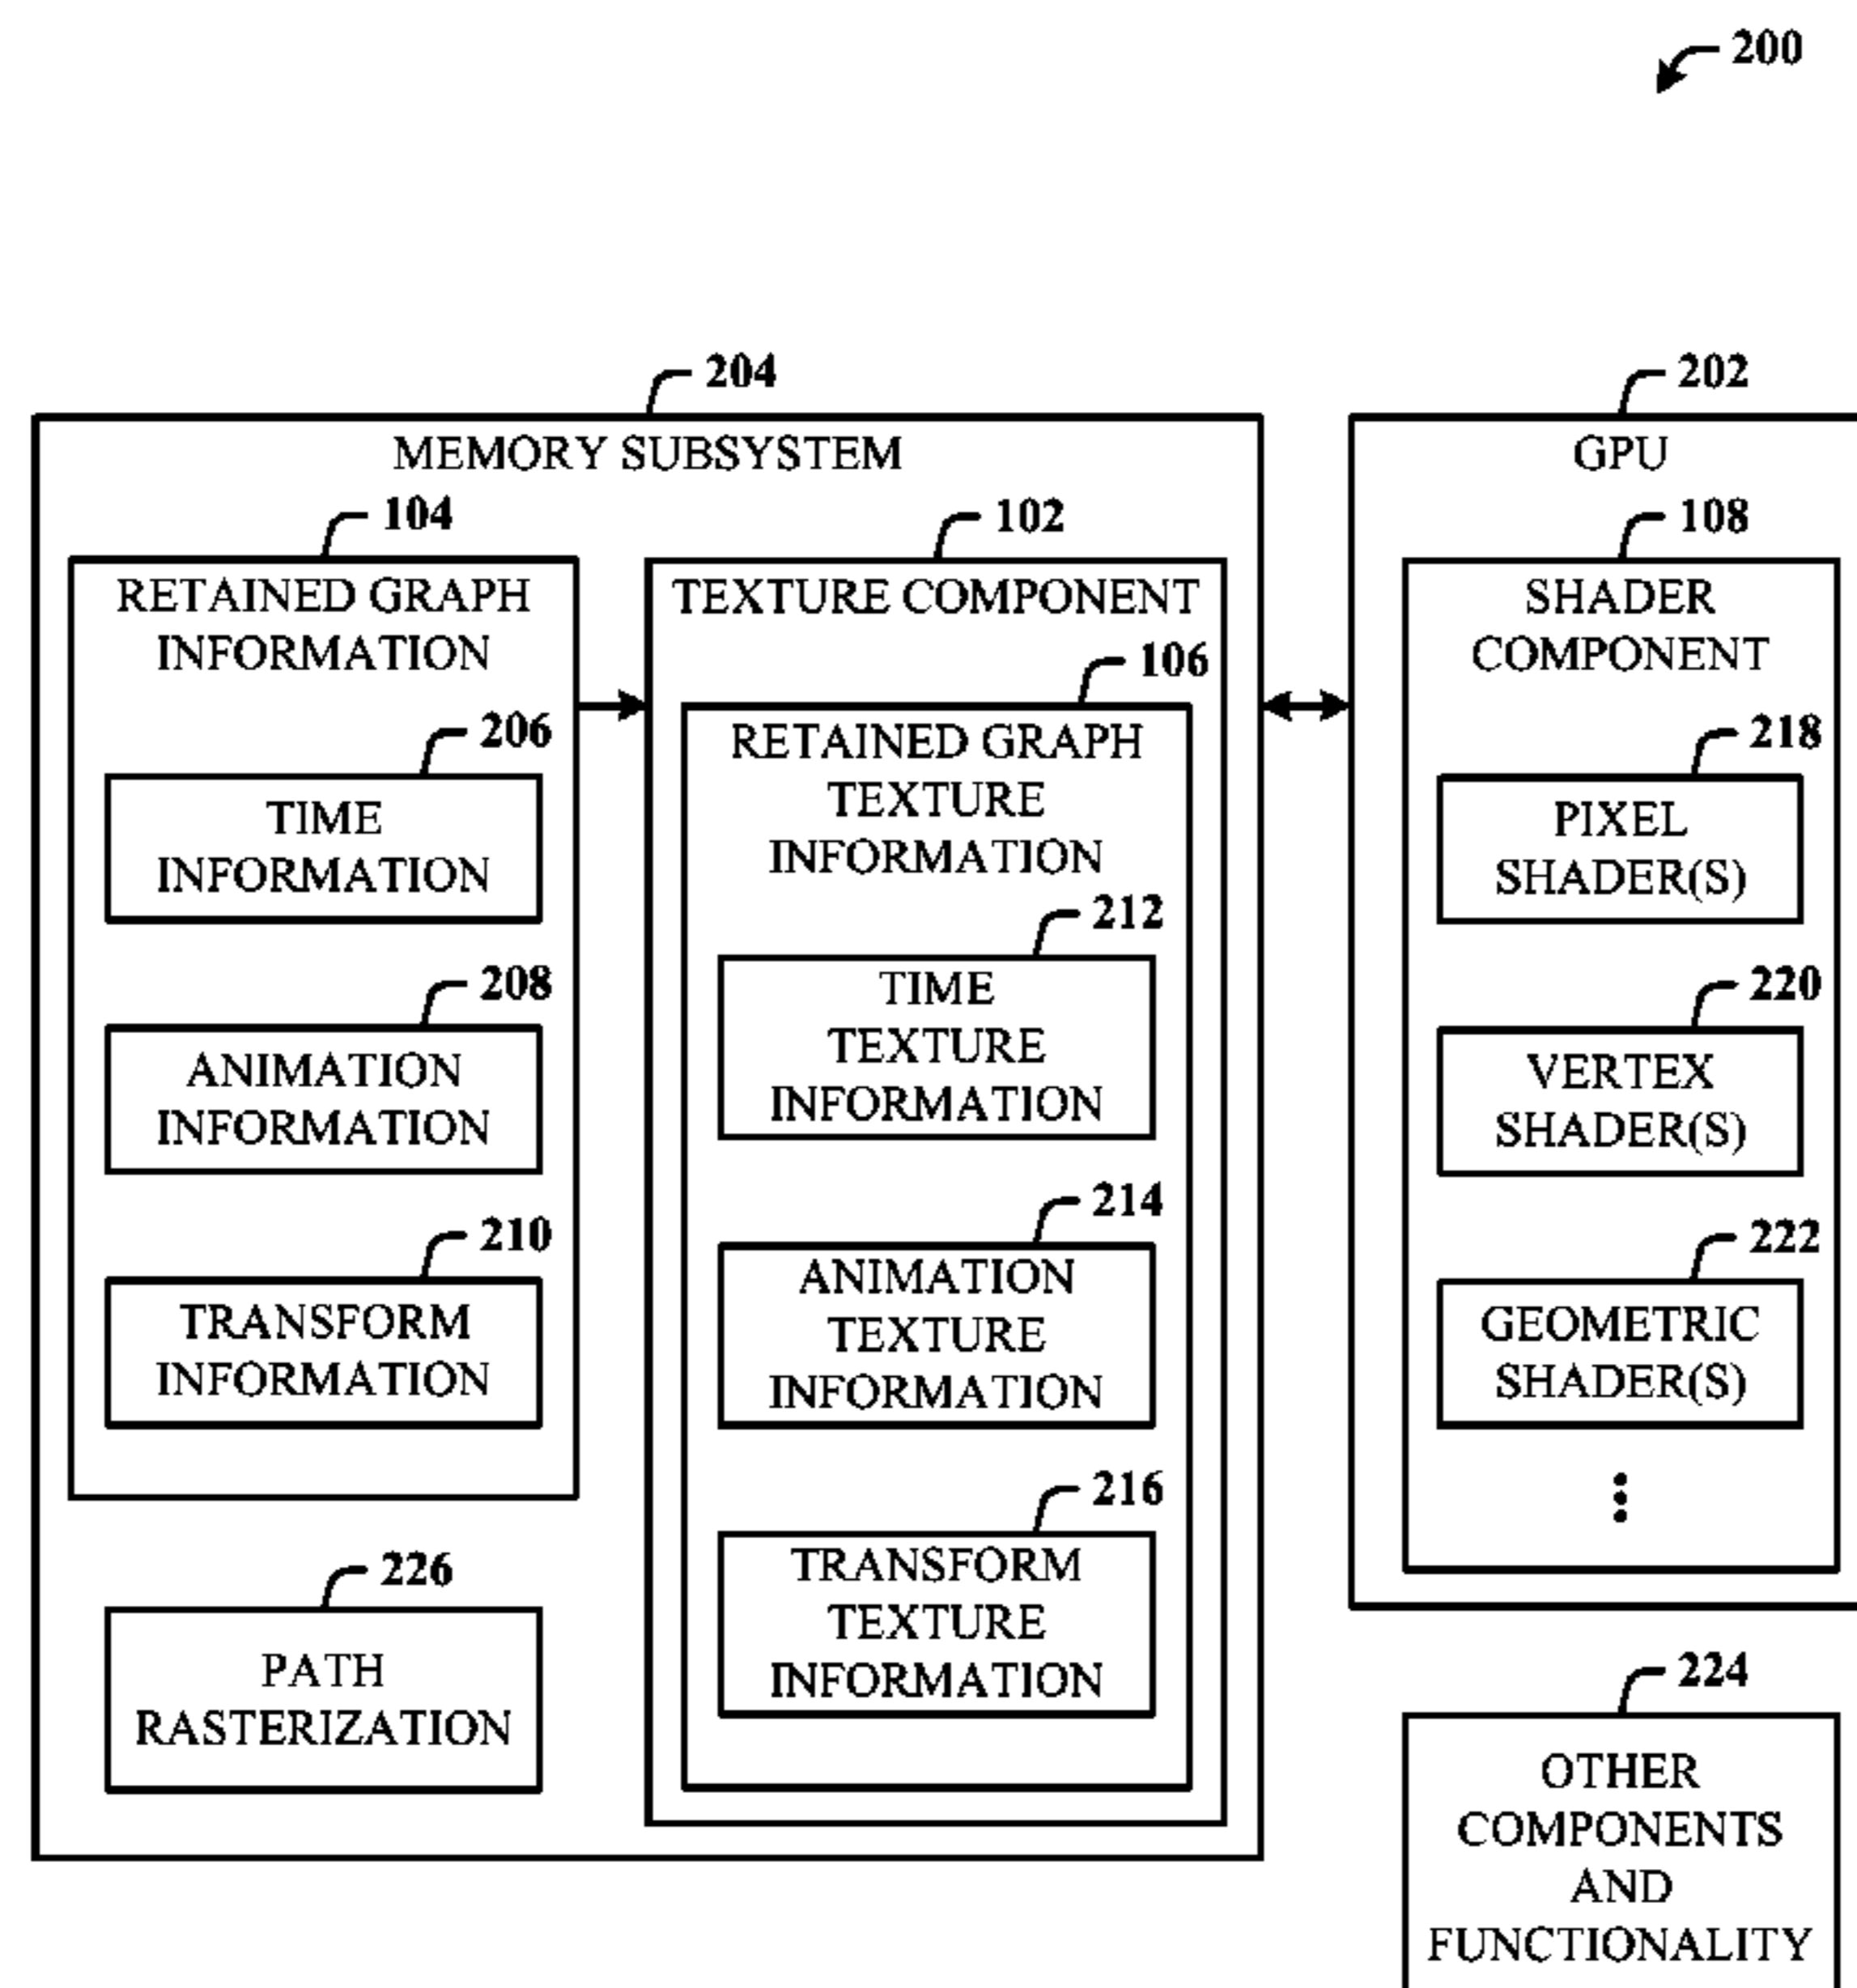 200
204
MEMORY SUBSYSTEM
104
RETAINED GRAPH
INFORMATION
206
TIME
INFORMATION
208
ANIMATION
INFORMATION
210
TRANSFORM
INFORMATION
226
PATH
RASTERIZATION
102
TEXTURE COMPONENT
106
RETAINED GRAPH
TEXTURE
INFORMATION
212
TIME
TEXTURE
INFORMATION
214
ANIMATION
TEXTURE
INFORMATION
216
TRANSFORM
TEXTURE
INFORMATION
202
GPU
108
SHADER
COMPONENT
218
PIXEL
SHADER(S)
220
VERTEX
SHADER(S)
222
GEOMETRIC
SHADER(S)
224
OTHER
COMPONENTS
AND
FUNCTIONALITY